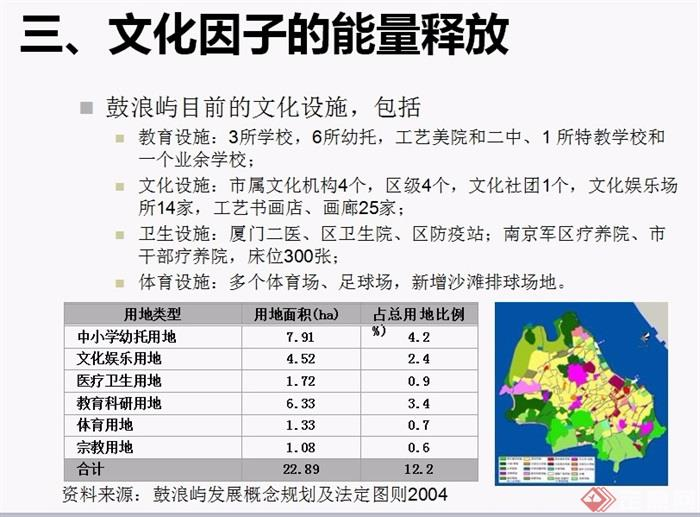 三、文化因子的能量释放
鼓浪屿目前的文化设施，包括
教育设施：3所学校，6所幼托，工艺美院和二中、1 所特教学校和
一个业余学校；
文化设施：市属文化机构4个，区级4个，文化社团1个，文化娱乐场
所14家，工艺书画店、画廊25家；
卫生设施：厦门二医、区卫生院、区防疫站；南京军区疗养院、市
干部疗养院，床位300张；
体育设施：多个体育场、足球场，新增沙滩排球场地。
用地类型 用地面积(ha) 占总用地比例
%)
中小学幼托用地 7.91 4.2
文化娱乐用地 4.52 2.4
医疗卫生用地 1.72 0.9
教育科研用地 6.33 3.4
体育用地 1.33 0.7
宗教用地 1.08 0.6
合计 22.89 12.2
资料来源：鼓浪屿发展概念规划及法定图则2004